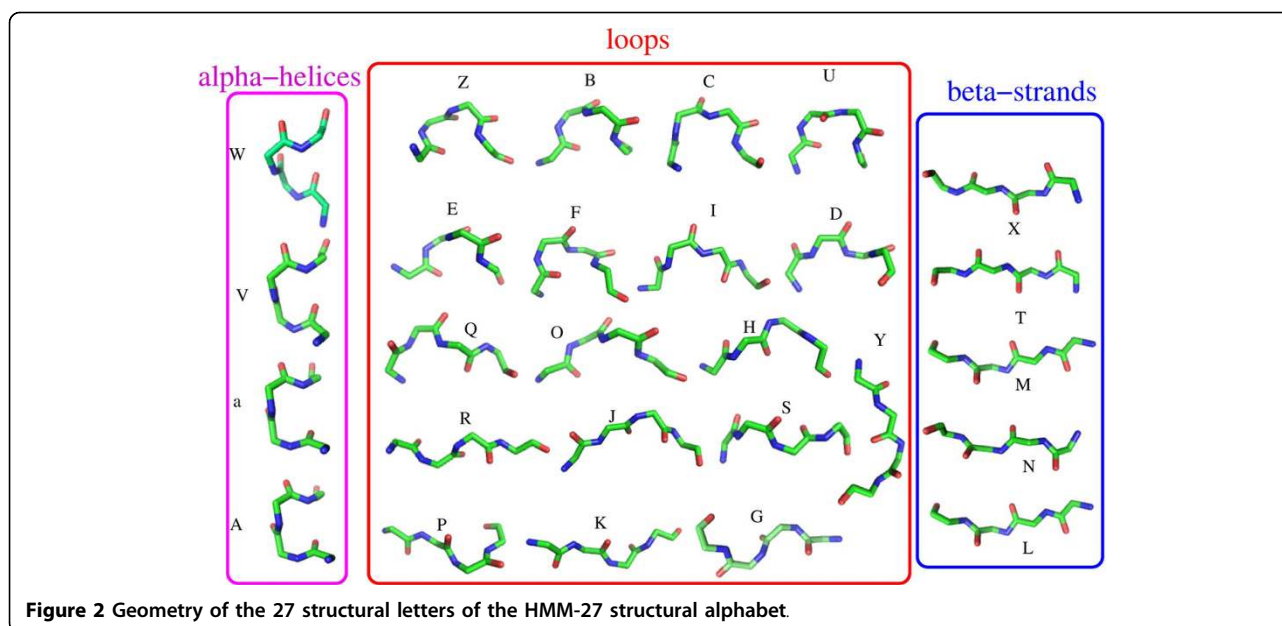 loops
alpha-helices
beta-strands
Z B C U
W
E F I D
X
V
T
Q O H Y
M
a
R J S
N
A
P K G
L
Figure 2 Geometry of the 27 structural letters of the HMM-27 structural alphabet.